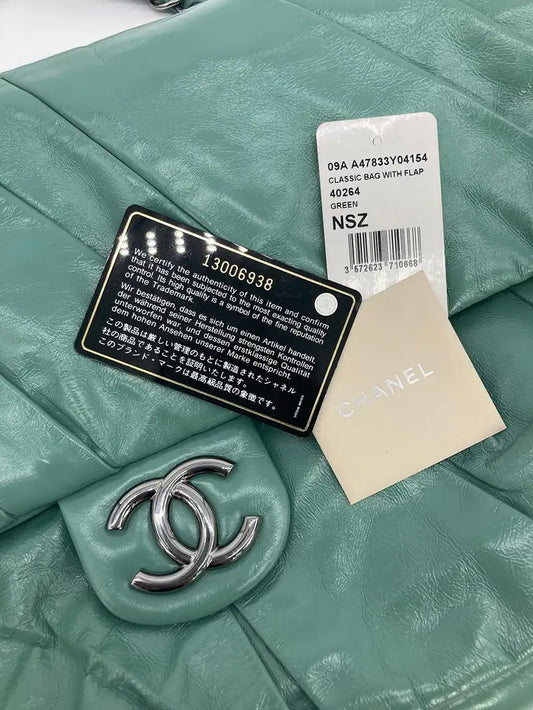 09A A47833Y04154
CLASSIC BAG WITH FLAP
40264
GREEN
NSZ
3 572623 710868
13006938
We certify the authenticity of this item and confirm
that it has been subjected to the most exacting quality
control. Its high quality is a symbol of the fine reputation
of the Trademark.
Wir bestätigen dass es sich um einen Artikel handelt,
der während seiner Herstellung strengsten Kontrollen
unterworfen war, und dessen erstklassige Qualität
dem hohen Ansehen unserer Marke entspricht.
この製品は厳しい管理のもとに製造されたシャネル
社の商品であることを証明いたします。
このブランド・マークは最高級品質の象徴です。
CHANEL